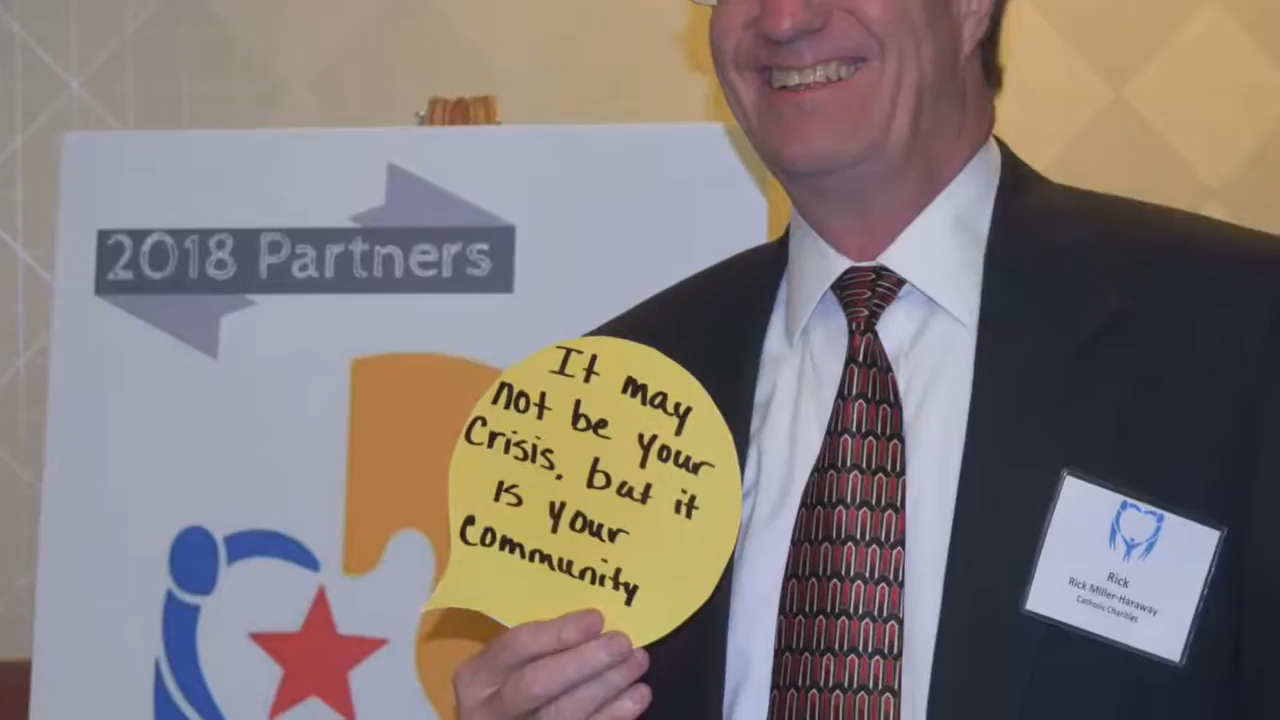 2018 Partners
It may
not be your
Crisis, but it
is your
Community
Rick
Rick Miller-Haraway
Catholic Charities